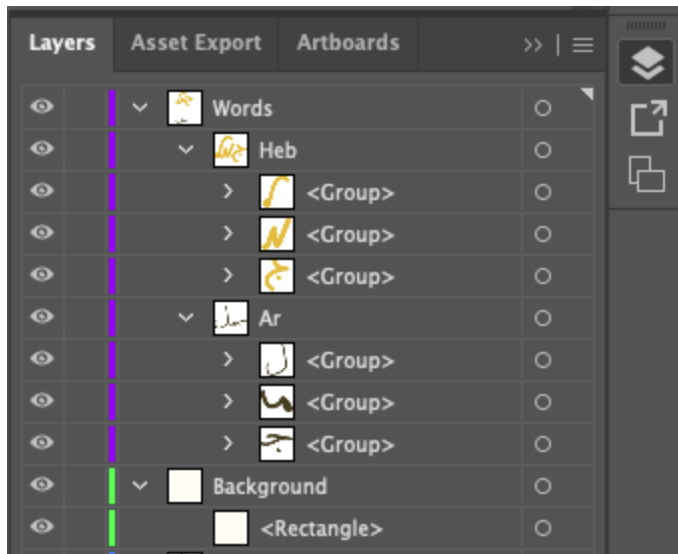 Layers Asset Export Artboards >> | ≡
Words
Heb
<Group>
<Group>
<Group>
Ar
<Group>
<Group>
<Group>
Background
<Rectangle>